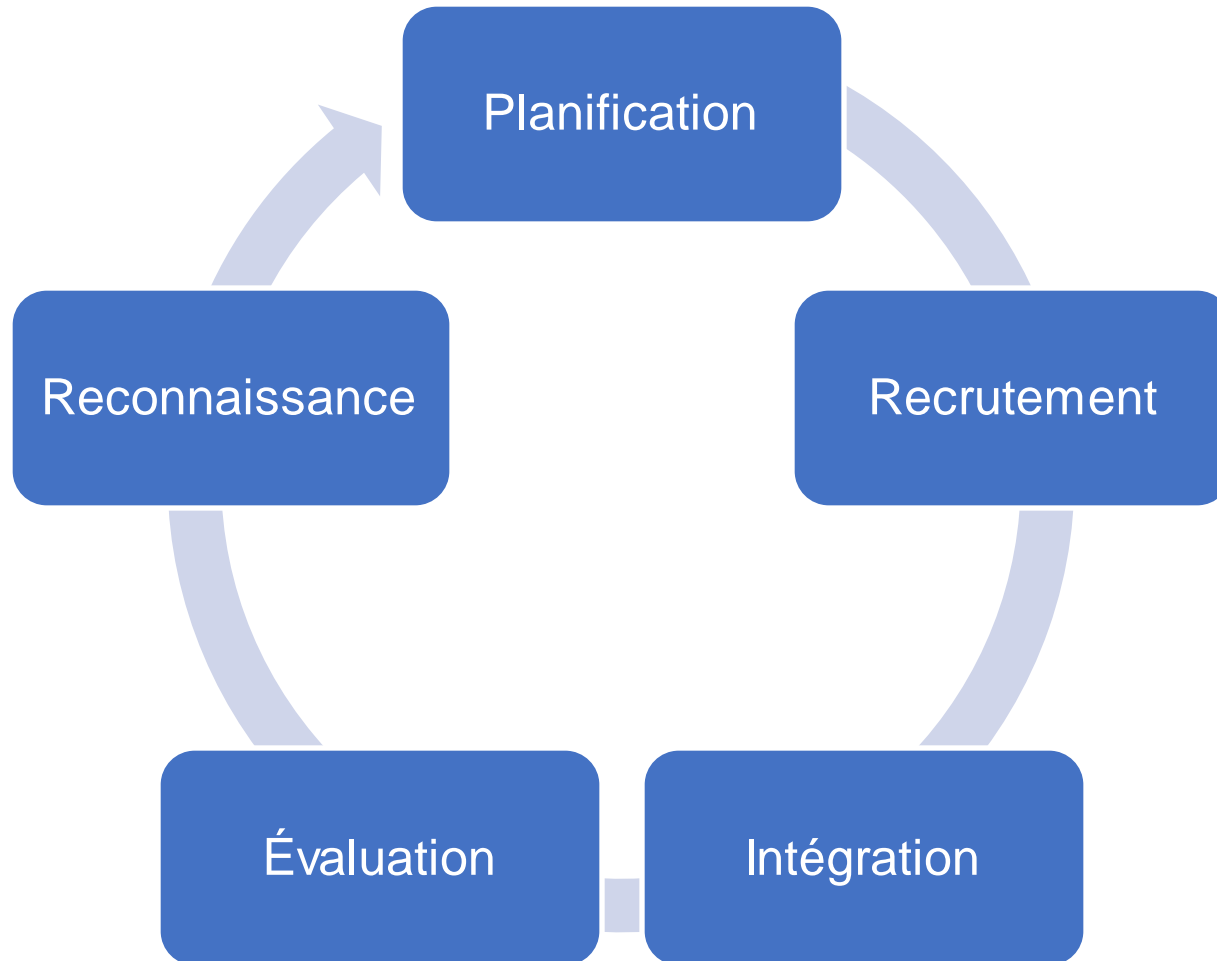 Planification
Recrutement
Intégration
Évaluation
Reconnaissance